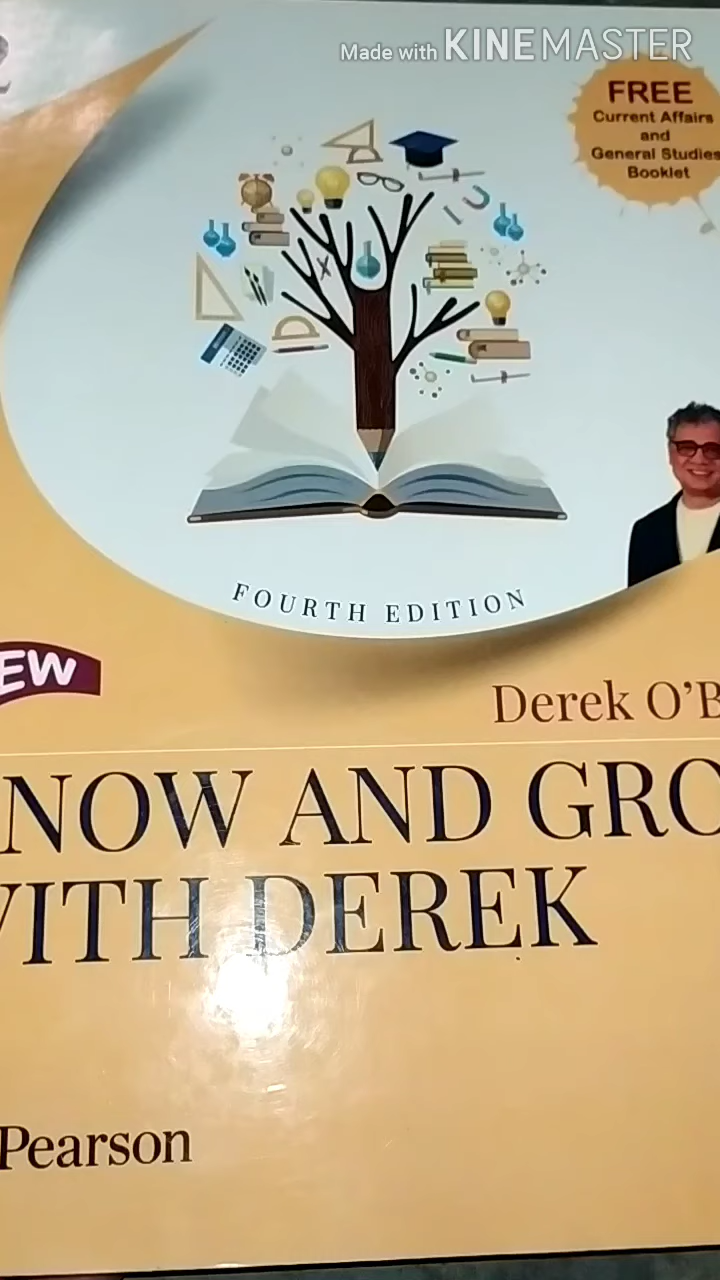 Made with KINEMASTER
FREE
Current Affairs
and
General Studies
Booklet
FOURTH EDITION
EW
Derek O'B
NOW AND GRO
WITH DEREK
Pearson